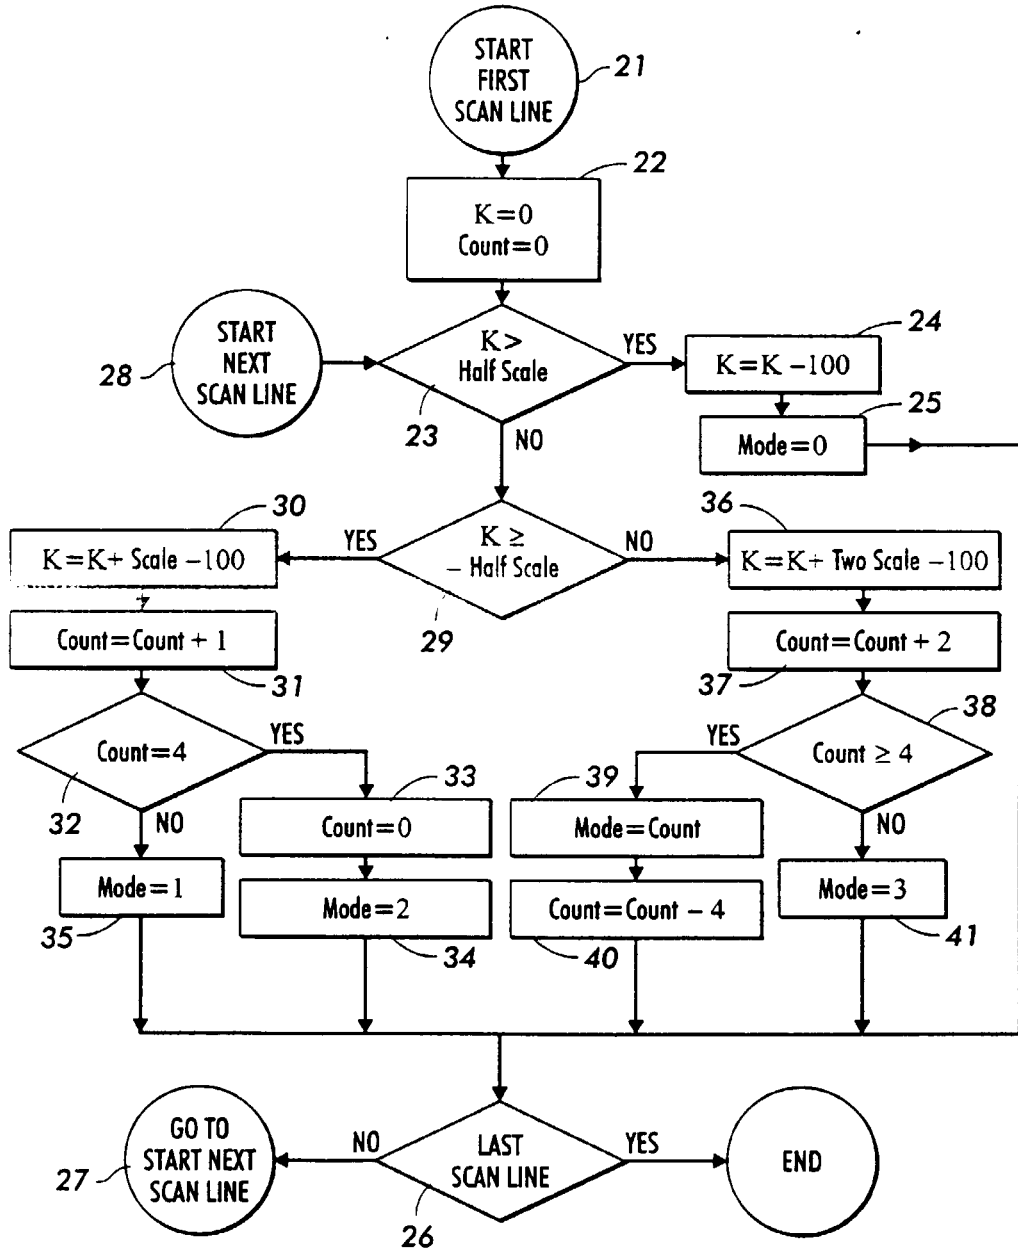 START
FIRST
SCAN LINE
21
22
K=0
Count=0
START
NEXT
SCAN LINE
28
K>
Half Scale
23
YES
NO
24
K=K -100
25
Mode=0
30
K=K+ Scale -100
YES
K ≥
- Half Scale
29
NO
36
K=K+ Two Scale -100
Count=Count + 1
31
Count=Count + 2
37
Count=4
32
YES
NO
38
Count ≥ 4
YES
NO
33
Count=0
39
Mode=Count
Mode=1
35
Mode=2
34
Count=Count - 4
40
Mode=3
41
GO TO
START NEXT
SCAN LINE
27
NO
LAST
SCAN LINE
26
YES
END